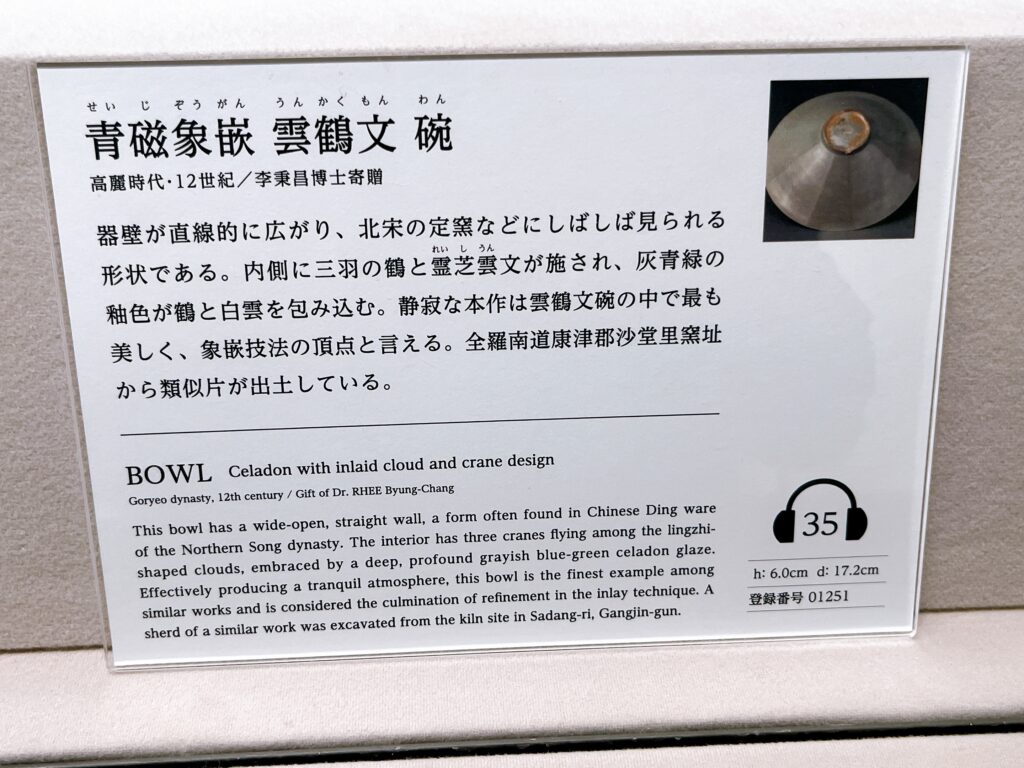 せい じ ぞう がん うん かく もん わん
青磁象嵌 雲鶴文 碗
高麗時代･12世紀／李秉昌博士寄贈
器壁が直線的に広がり、北宋の定窯などにしばしば見られる
れい し うん
形状である。内側に三羽の鶴と霊芝雲文が施され、灰青緑の
釉色が鶴と白雲を包み込む。静寂な本作は雲鶴文碗の中で最も
美しく、象嵌技法の頂点と言える。全羅南道康津郡沙堂里窯址
から類似片が出土している。
BOWL Celadon with inlaid cloud and crane design
Goryeo dynasty, 12th century / Gift of Dr. RHEE Byung-Chang
This bowl has a wide-open, straight wall, a form often found in Chinese Ding ware
of the Northern Song dynasty. The interior has three cranes flying among the lingzhi-
shaped clouds, embraced by a deep, profound grayish blue-green celadon glaze.
Effectively producing a tranquil atmosphere, this bowl is the finest example among
similar works and is considered the culmination of refinement in the inlay technique. A
sherd of a similar work was excavated from the kiln site in Sadang-ri, Gangjin-gun.
35
h: 6.0cm d: 17.2cm
登録番号 01251